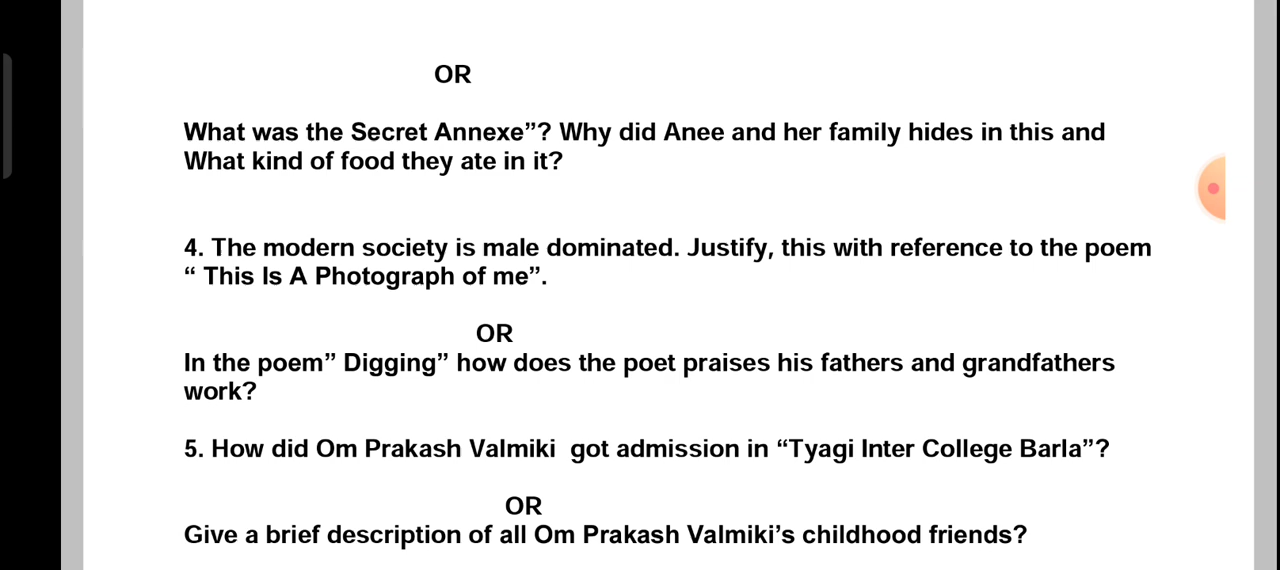 OR
What was the Secret Annexe”? Why did Anee and her family hides in this and
What kind of food they ate in it?
4. The modern society is male dominated. Justify, this with reference to the poem
“ This Is A Photograph of me”.
OR
In the poem” Digging” how does the poet praises his fathers and grandfathers
work?
5. How did Om Prakash Valmiki  got admission in “Tyagi Inter College Barla”?
OR
Give a brief description of all Om Prakash Valmiki’s childhood friends?